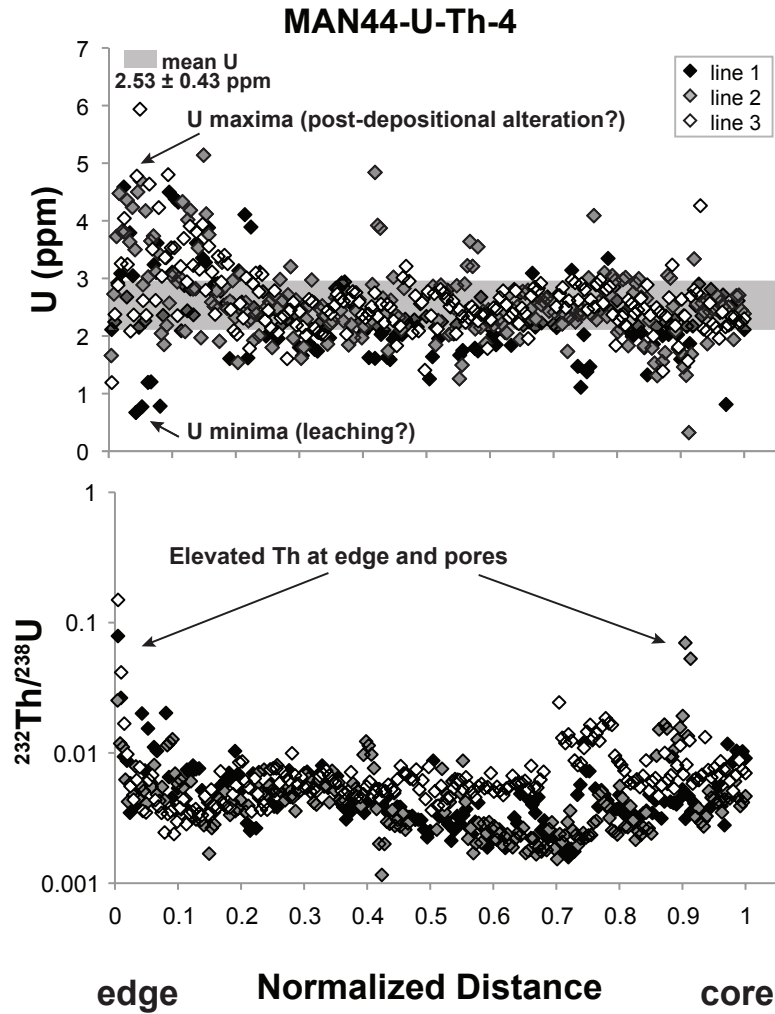 MAN44-U-Th-4
mean U
2.53 ± 0.43 ppm
line 1
line 2
line 3
U maxima (post-depositional alteration?)
U (ppm)
7
6
5
4
3
2
1
0
U minima (leaching?)
1
0.1
0.01
0.001
Elevated Th at edge and pores
²³²Th/²³⁸U
0 0.1 0.2 0.3 0.4 0.5 0.6 0.7 0.8 0.9 1
edge Normalized Distance core